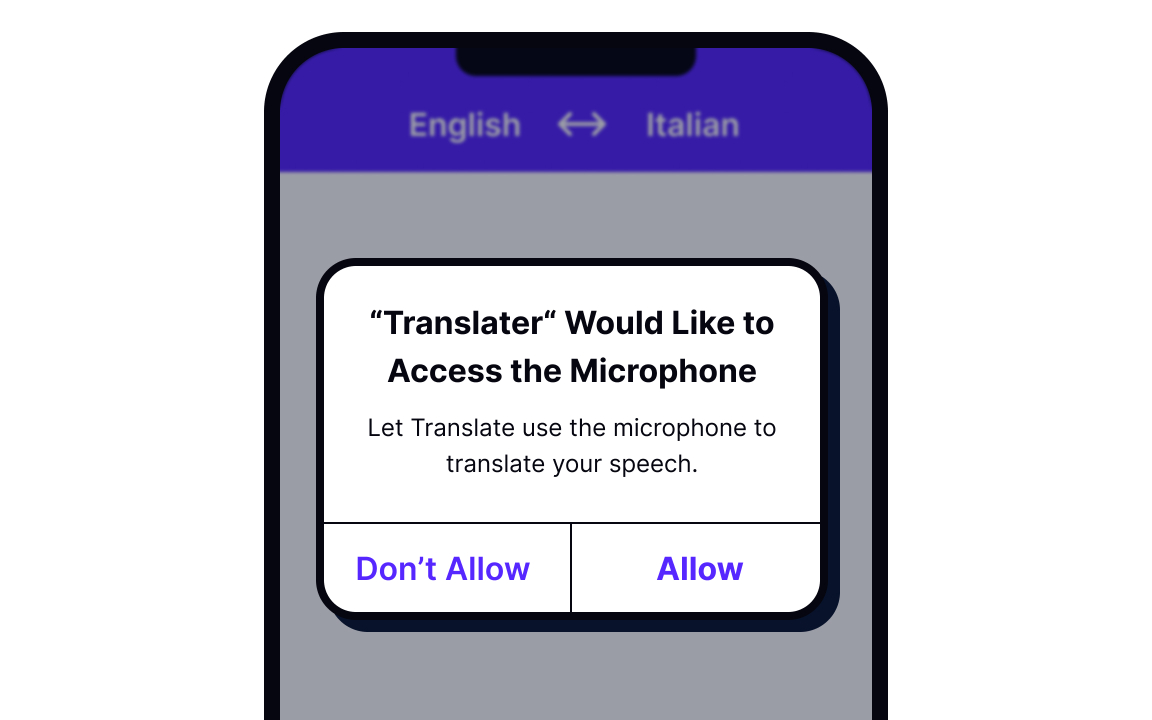 English ↔ Italian
“Translater“ Would Like to
Access the Microphone
Let Translate use the microphone to
translate your speech.
Don’t Allow
Allow